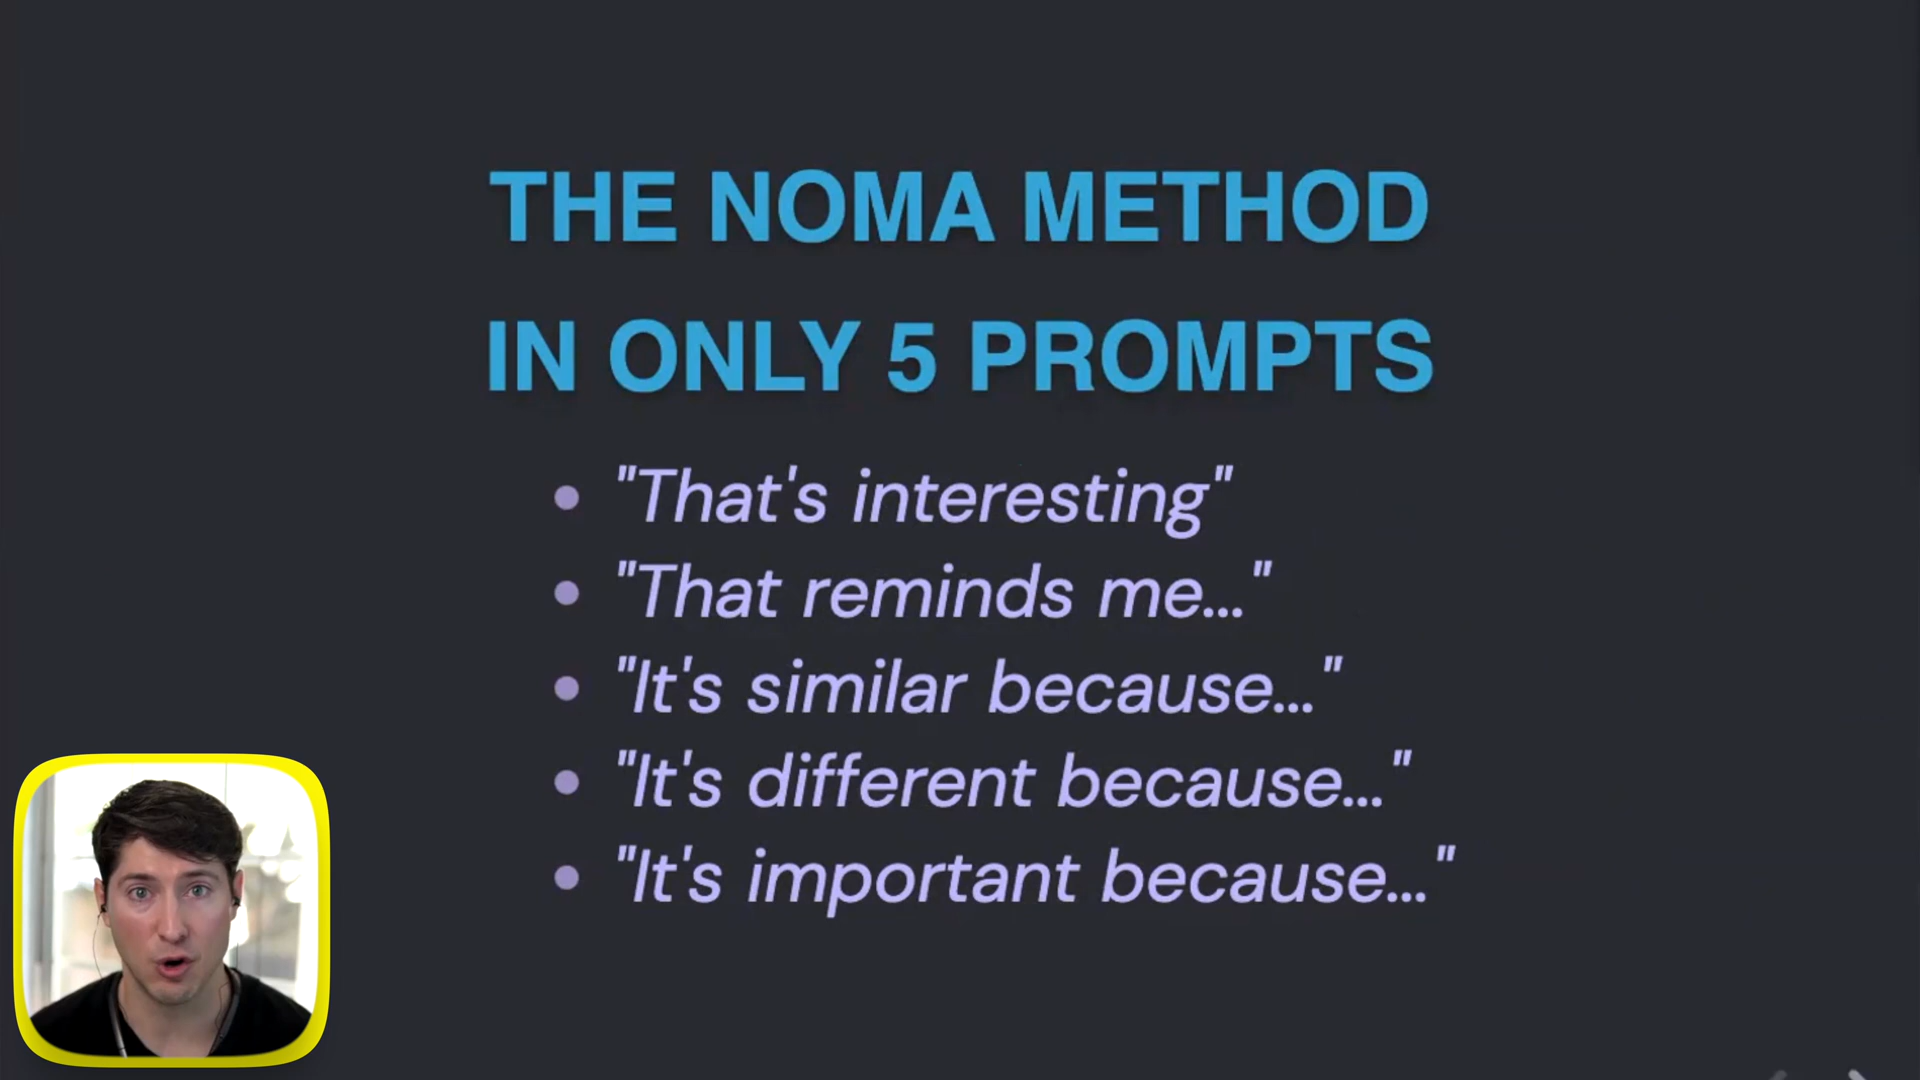 THE NOMA METHOD
IN ONLY 5 PROMPTS
• "That's interesting"
• "That reminds me..."
• "It's similar because..."
• "It's different because..."
• "It's important because..."